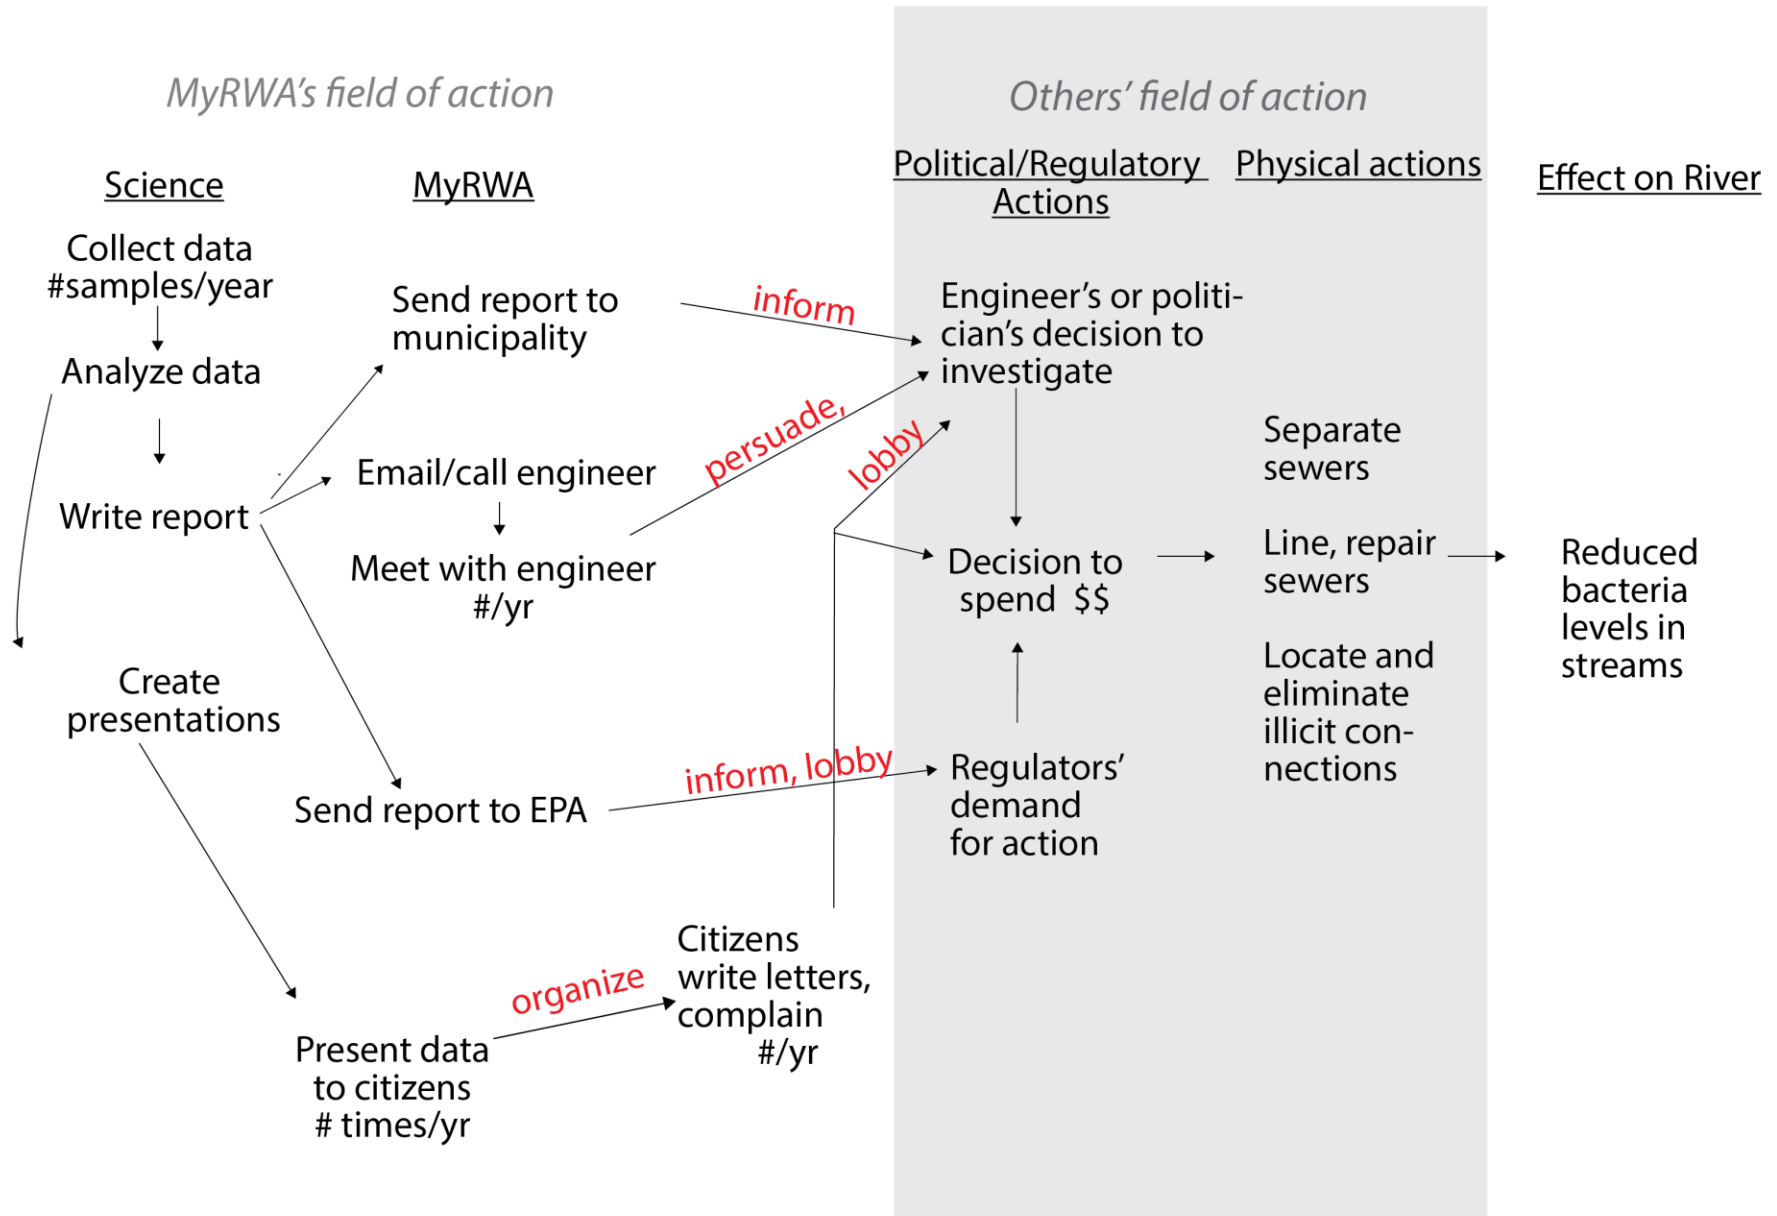 MyRWA's field of action
Others' field of action
Science
MyRWA
Political/Regulatory
Actions
Physical actions
Effect on River
Collect data
#samples/year
Analyze data
Write report
Create
presentations
Send report to
municipality
Email/call engineer
Meet with engineer
#/yr
Send report to EPA
Present data
to citizens
# times/yr
organize
Citizens
write letters,
complain
#/yr
inform
persuade,
lobby
inform, lobby
Engineer's or politi-
cian's decision to
investigate
Decision to
spend $$
Regulators'
demand
for action
Separate
sewers
Line, repair
sewers
Locate and
eliminate
illicit con-
nections
Reduced
bacteria
levels in
streams